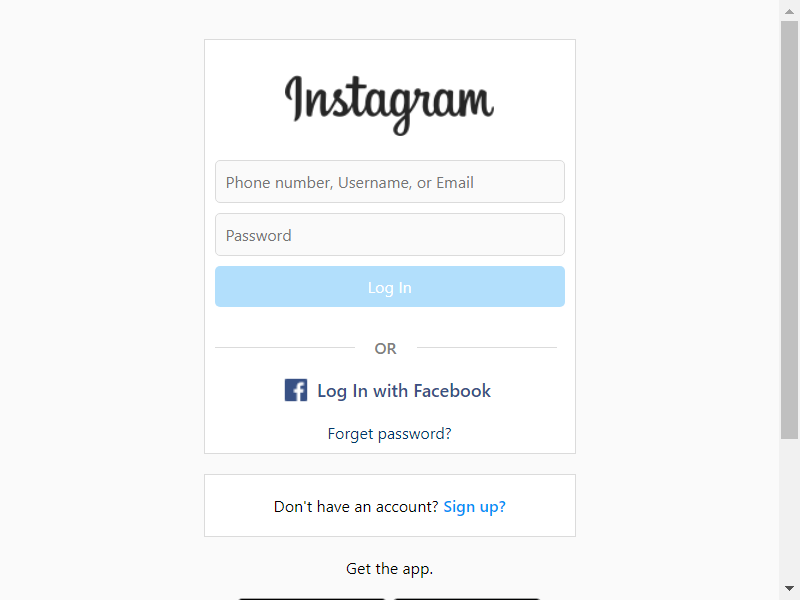 Instagram
Phone number, Username, or Email
Password
Log In
OR
Log In with Facebook
Forget password?
Don't have an account? Sign up?
Get the app.